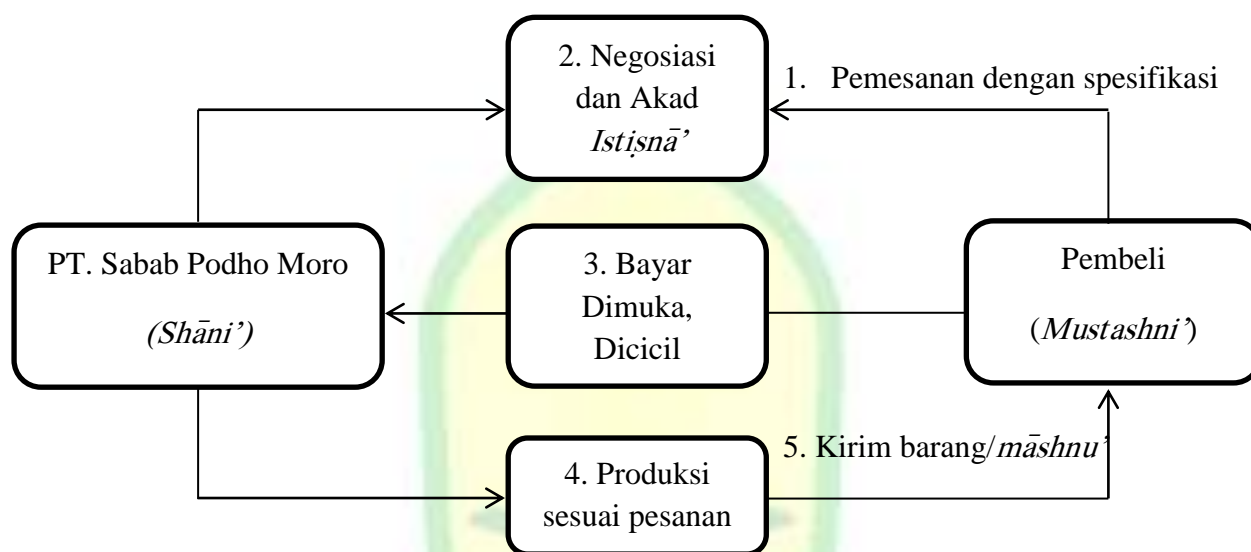 2. Negosiasi
dan Akad
Istiṣnā’
1. Pemesanan dengan spesifikasi
PT. Sabab Podho Moro
(Shāni’)
3. Bayar
Dimuka,
Dicicil
Pembeli
(Mustashni’)
4. Produksi
sesuai pesanan
5. Kirim barang/māshnu’